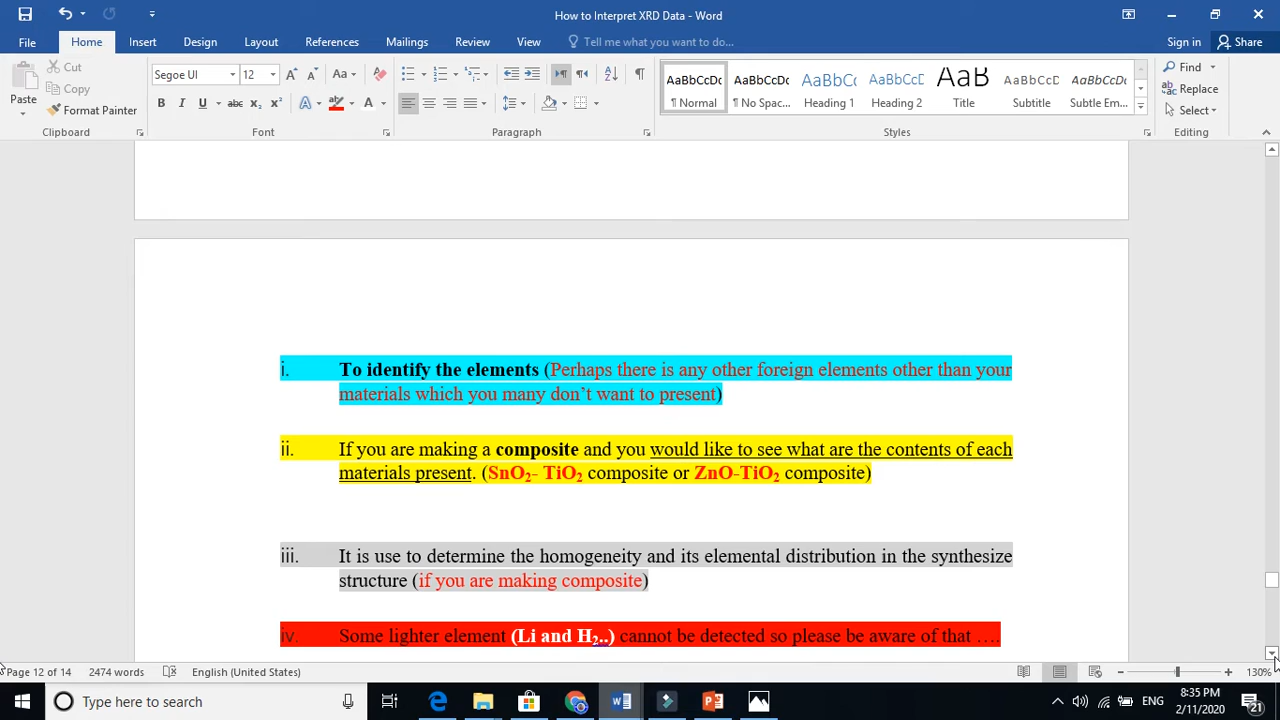 How to Interpret XRD Data - Word
File Home Insert Design Layout References Mailings Review View Tell me what you want to do... Sign in Share
Paste Cut Copy Format Painter
Clipboard
Segoe UI 12
Font
Paragraph
AaBbCcDc AaBbCcDc AaBbCc AaBbCcE AaB AaBbCcD AaBbCcD
¶ Normal ¶ No Spac... Heading 1 Heading 2 Title Subtitle Subtle Em...
Styles
Find
Replace
Select
Editing
i. To identify the elements (Perhaps there is any other foreign elements other than your
materials which you many don’t want to present)
ii. If you are making a composite and you would like to see what are the contents of each
materials present. (SnO₂- TiO₂ composite or ZnO-TiO₂ composite)
iii. It is use to determine the homogeneity and its elemental distribution in the synthesize
structure (if you are making composite)
iv. Some lighter element (Li and H₂..) cannot be detected so please be aware of that ….
Page 12 of 14 2474 words English (United States) 130%
Type here to search
ENG
8:35 PM
2/11/2020
21